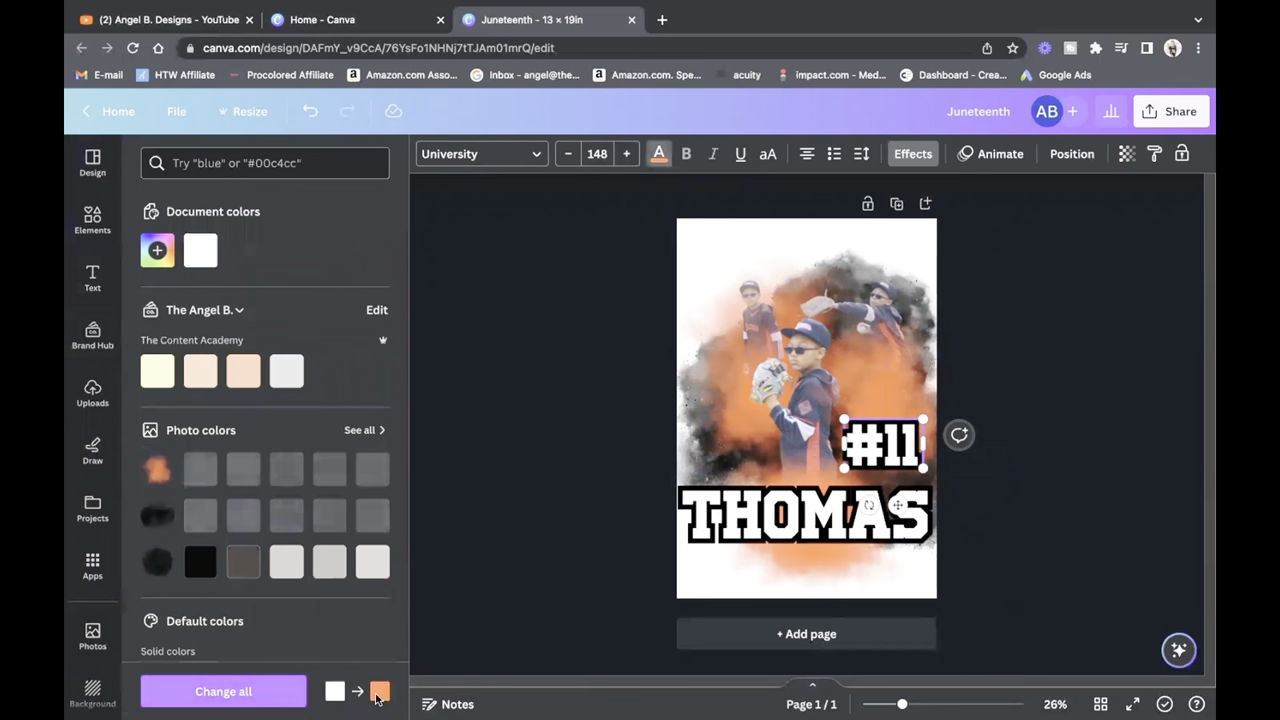 (2) Angel B. Designs - YouTube
Home - Canva
Juneteenth - 13 × 19in
canva.com/design/DAFmY_v9CcA/76YsFo1NHNj7tTJAm01mrQ/edit
E-mail
HTW Affiliate
Procolored Affiliate
Amazon.com Asso...
Inbox - angel@the...
Amazon.com. Spe...
acuity
impact.com - Med...
Dashboard - Crea...
Google Ads
Home
File
Resize
Juneteenth
AB
Share
Design
Elements
Text
Brand Hub
Uploads
Draw
Projects
Apps
Photos
Background
Try "blue" or "#00c4cc"
Document colors
The Angel B.
Edit
The Content Academy
Photo colors
See all
Default colors
Solid colors
Change all
University
148
A
B
I
U
aA
Effects
Animate
Position
#11
THOMAS
+ Add page
Notes
Page 1 / 1
26%